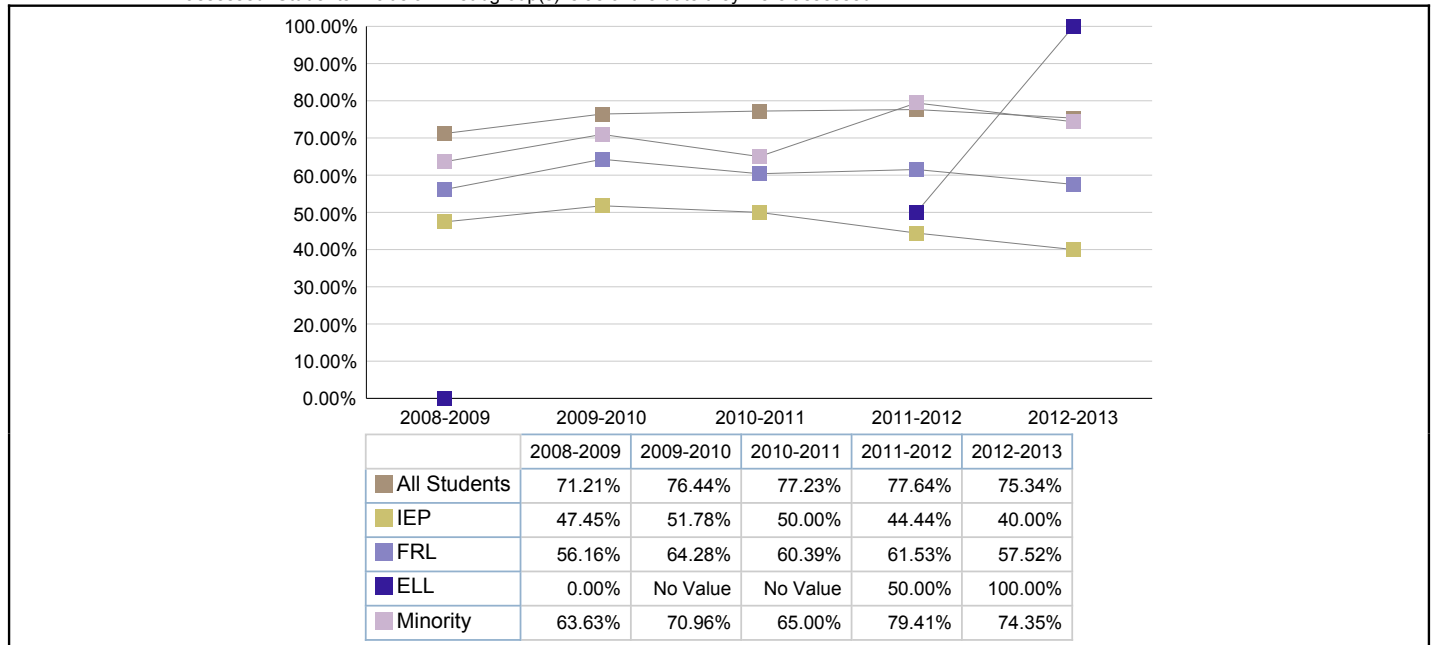 100.00%
90.00%
80.00%
70.00%
60.00%
50.00%
40.00%
30.00%
20.00%
10.00%
0.00%
2008-2009 2009-2010 2010-2011 2011-2012 2012-2013
2008-2009 2009-2010 2010-2011 2011-2012 2012-2013
All Students 71.21% 76.44% 77.23% 77.64% 75.34%
IEP 47.45% 51.78% 50.00% 44.44% 40.00%
FRL 56.16% 64.28% 60.39% 61.53% 57.52%
ELL 0.00% No Value No Value 50.00% 100.00%
Minority 63.63% 70.96% 65.00% 79.41% 74.35%